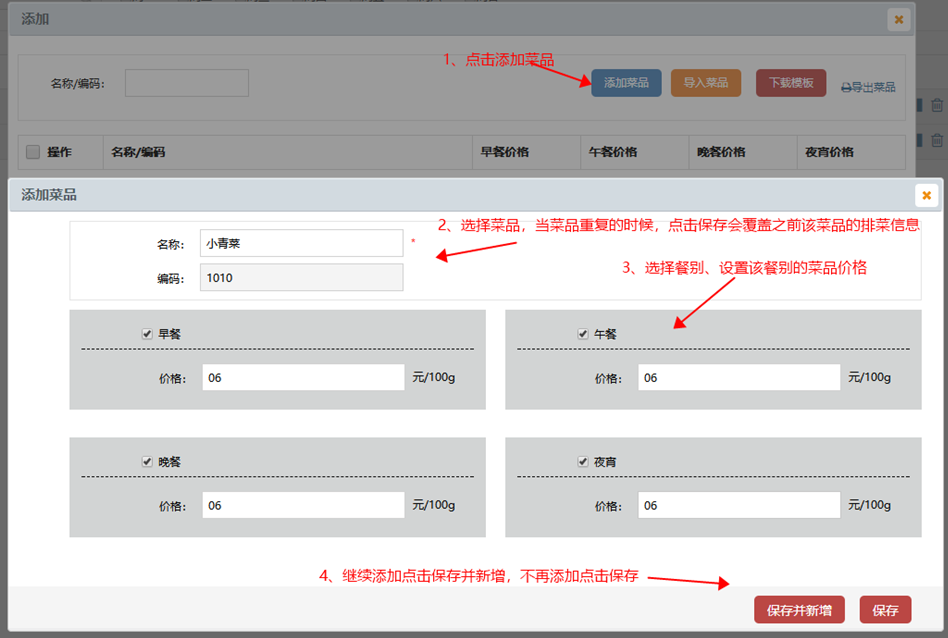 添加
1、点击添加菜品
名称/编码:
添加菜品
导入菜品
下载模板
导出菜品
操作 名称/编码 早餐价格 午餐价格 晚餐价格 夜宵价格
添加菜品
2、选择菜品，当菜品重复的时候，点击保存会覆盖之前该菜品的排菜信息
名称: 小青菜 *
编码: 1010
3、选择餐别、设置该餐别的菜品价格
早餐
价格: 06 元/100g
午餐
价格: 06 元/100g
晚餐
价格: 06 元/100g
夜宵
价格: 06 元/100g
4、继续添加点击保存并新增，不再添加点击保存
保存并新增
保存